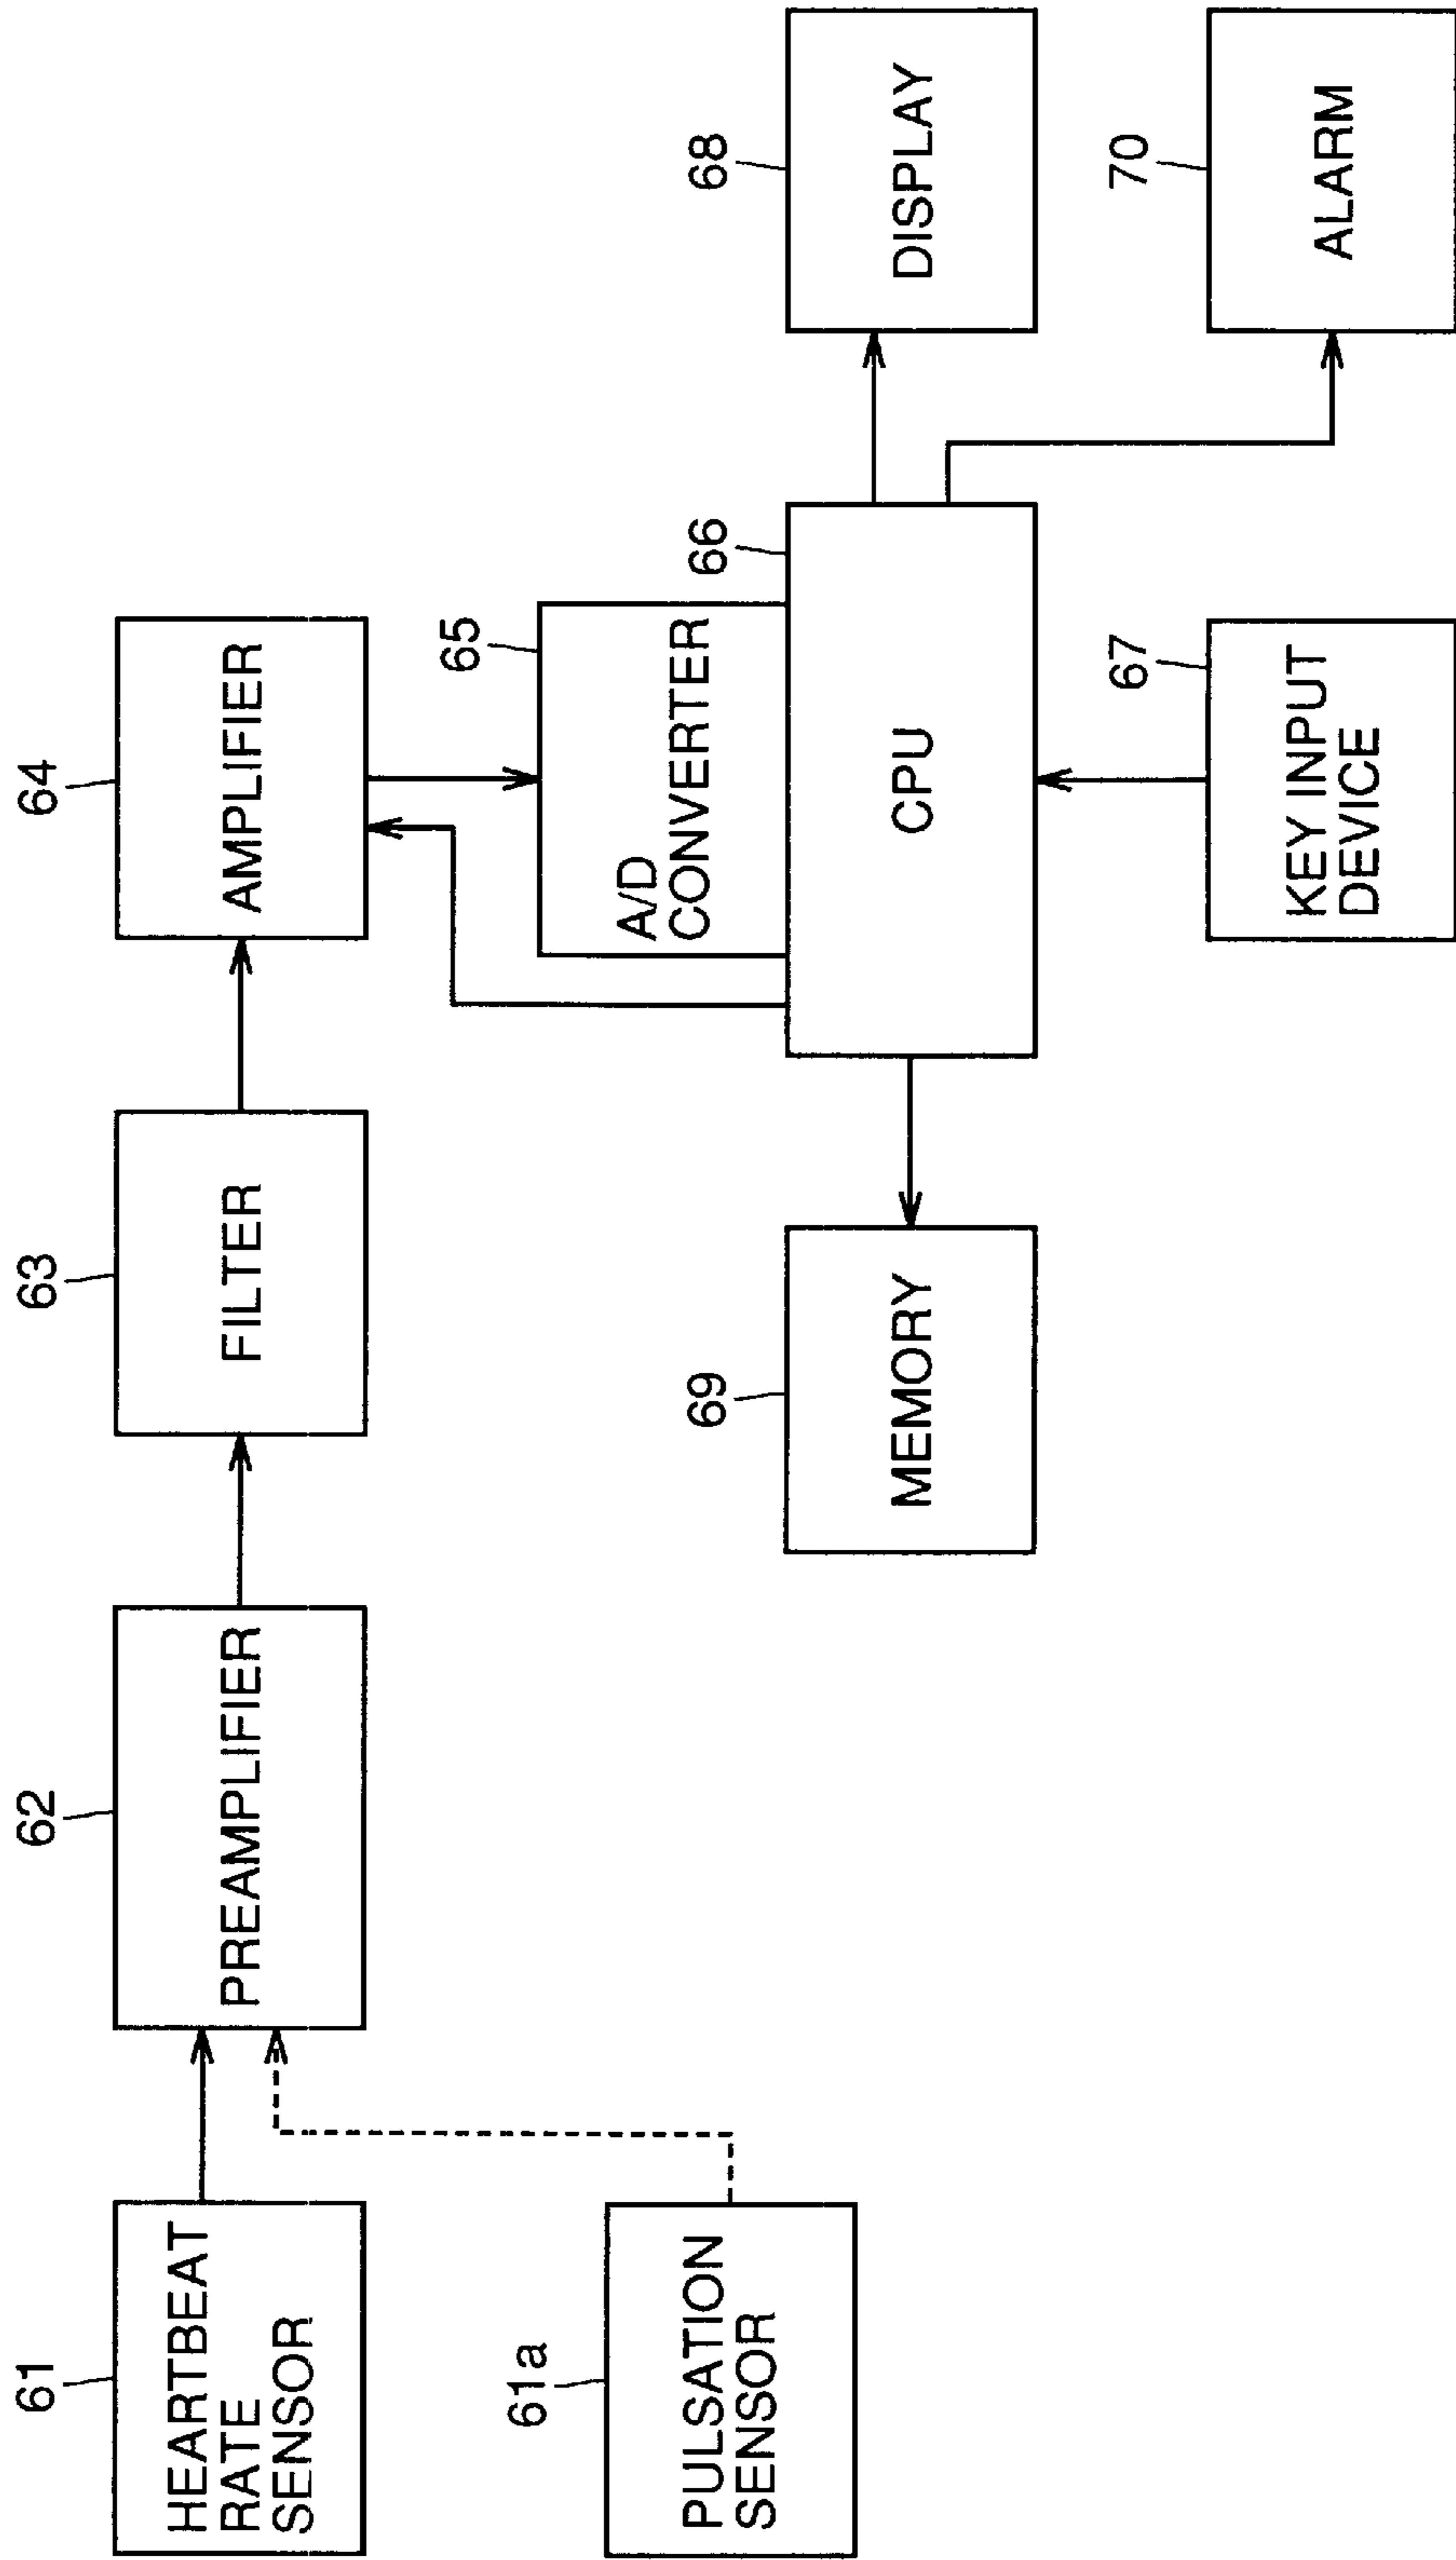 61
HEARTBEAT
RATE
SENSOR
62
PREAMPLIFIER
63
FILTER
64
AMPLIFIER
61a
PULSATION
SENSOR
65
A/D
CONVERTER
69
MEMORY
66
CPU
68
DISPLAY
67
KEY INPUT
DEVICE
70
ALARM